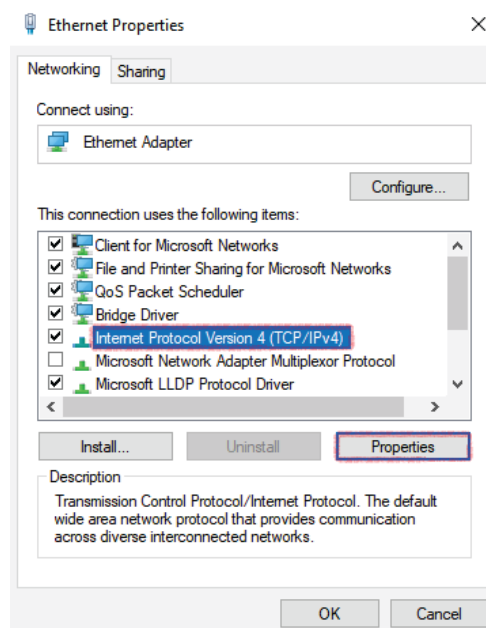 Ethernet Properties
Networking Sharing
Connect using:
Ethernet Adapter
Configure...
This connection uses the following items:
Client for Microsoft Networks
File and Printer Sharing for Microsoft Networks
QoS Packet Scheduler
Bridge Driver
Internet Protocol Version 4 (TCP/IPv4)
Microsoft Network Adapter Multiplexor Protocol
Microsoft LLDP Protocol Driver
Install... Uninstall Properties
Description
Transmission Control Protocol/Internet Protocol. The default
wide area network protocol that provides communication
across diverse interconnected networks.
OK Cancel